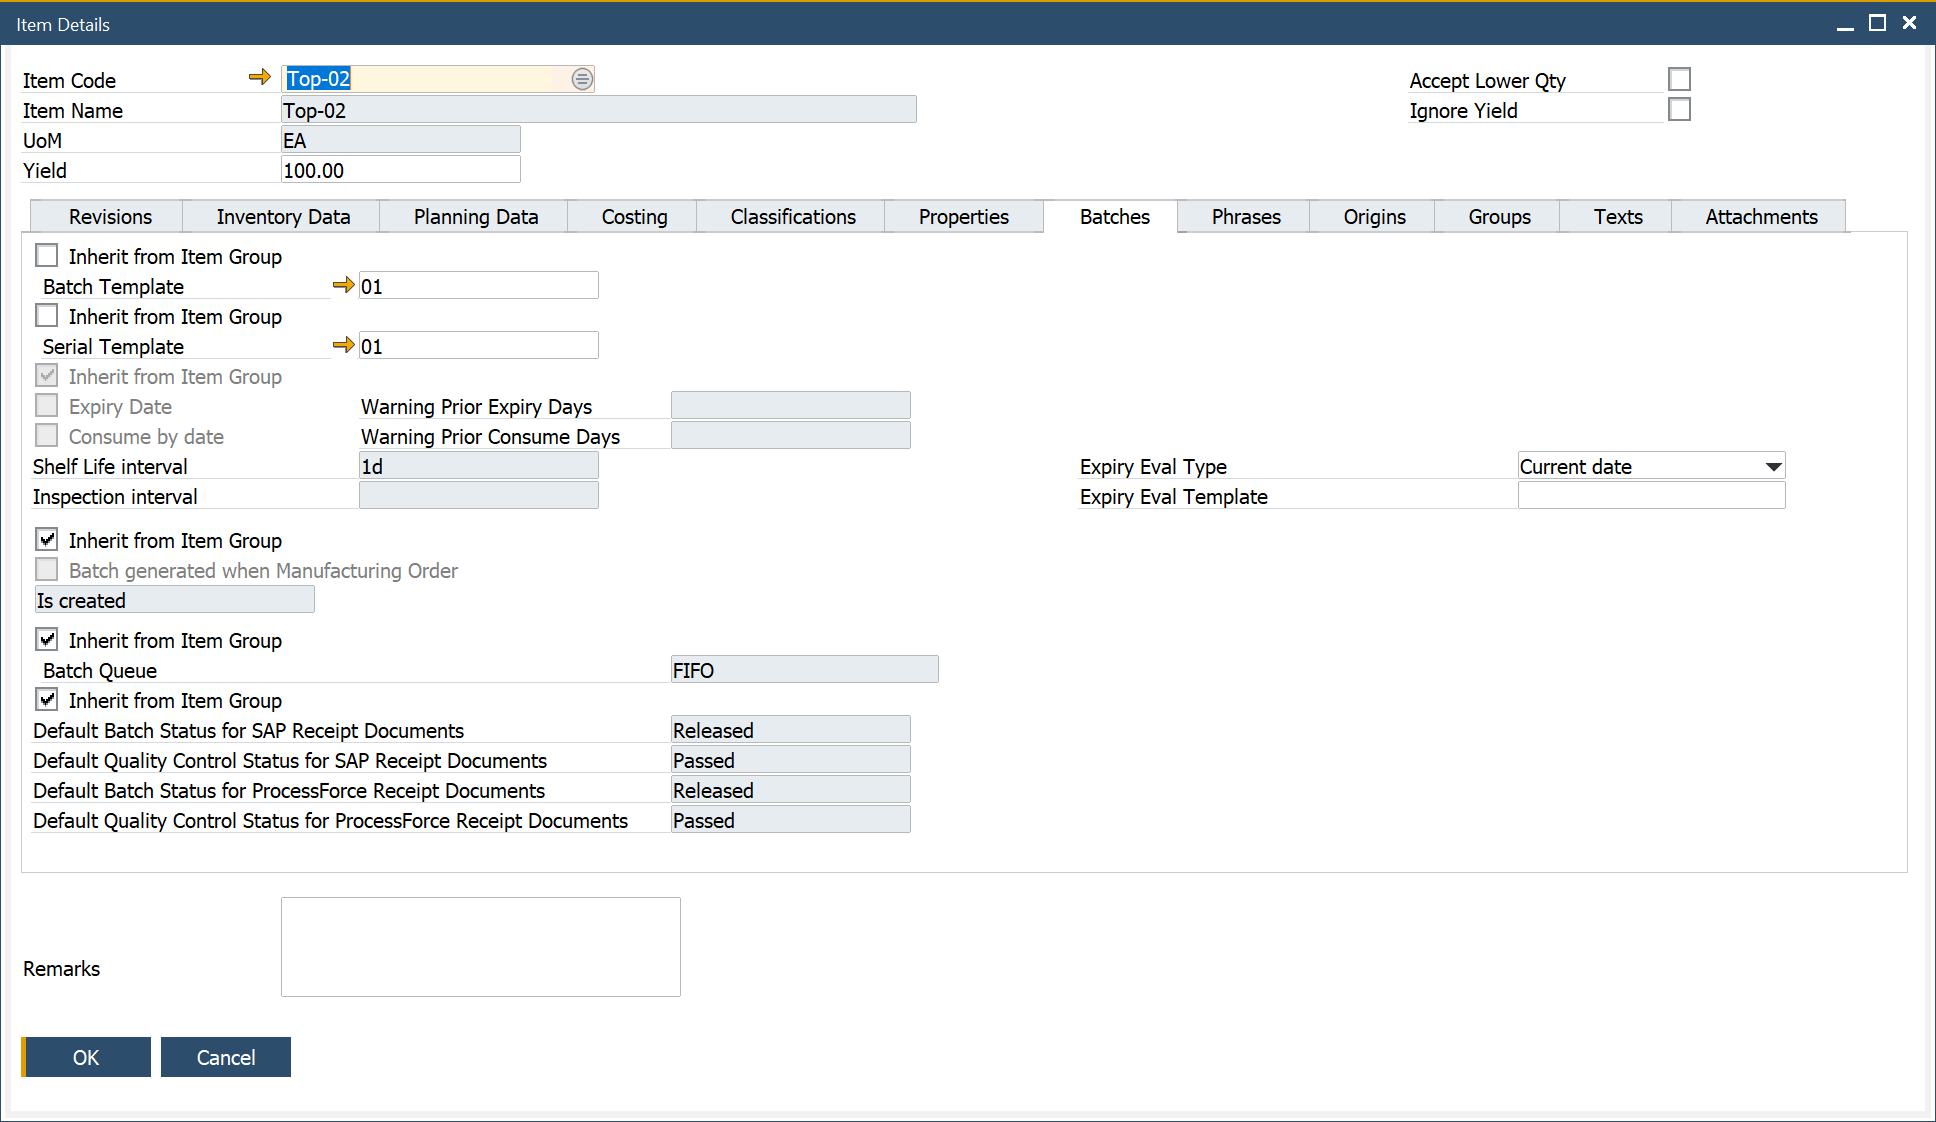 Item Details
Item Code Top-02 Accept Lower Qty
Item Name Top-02 Ignore Yield
UoM EA
Yield 100.00
Revisions Inventory Data Planning Data Costing Classifications Properties Batches Phrases Origins Groups Texts Attachments
Inherit from Item Group
Batch Template 01
Inherit from Item Group
Serial Template 01
Inherit from Item Group
Expiry Date Warning Prior Expiry Days
Consume by date Warning Prior Consume Days
Shelf Life interval 1d Expiry Eval Type Current date
Inspection interval Expiry Eval Template
Inherit from Item Group
Batch generated when Manufacturing Order
Is created
Inherit from Item Group
Batch Queue FIFO
Inherit from Item Group
Default Batch Status for SAP Receipt Documents Released
Default Quality Control Status for SAP Receipt Documents Passed
Default Batch Status for ProcessForce Receipt Documents Released
Default Quality Control Status for ProcessForce Receipt Documents Passed
Remarks
OK Cancel